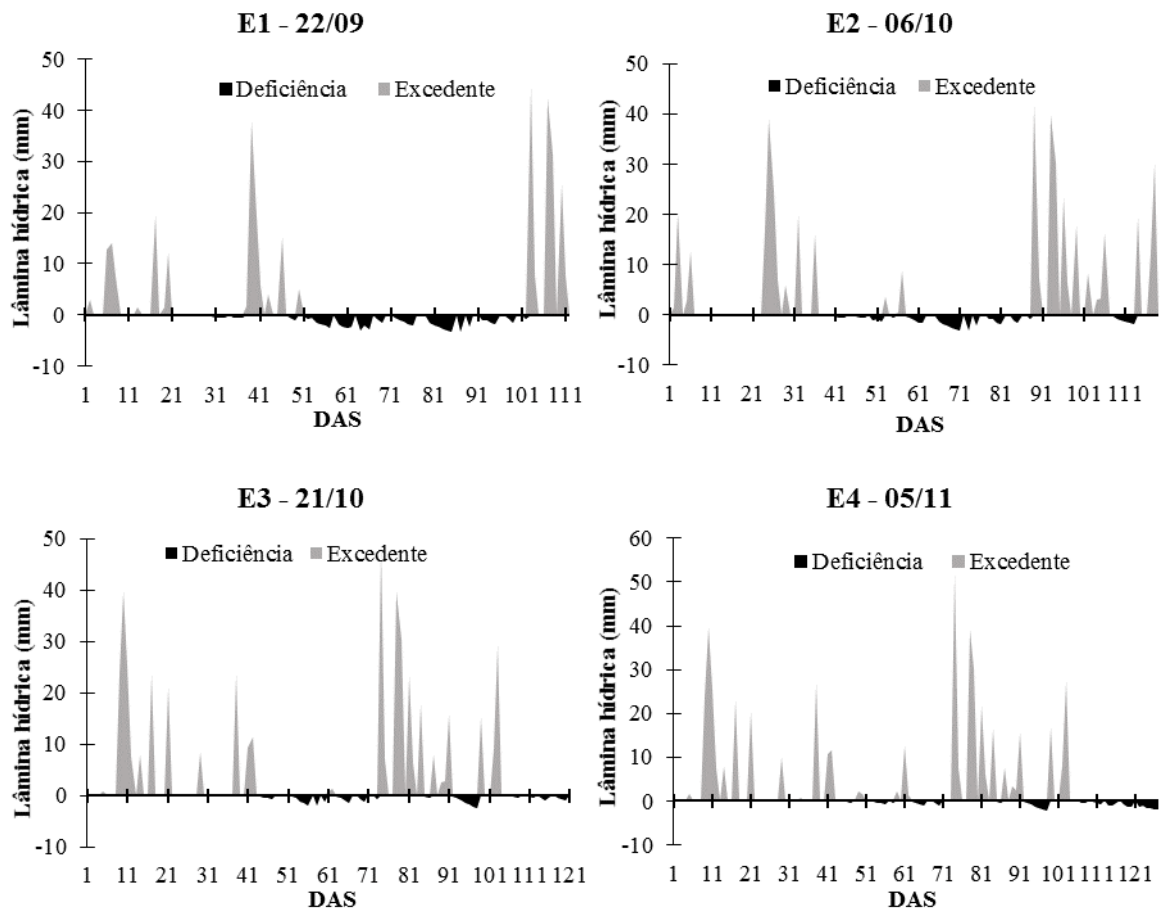 E1 - 22/09
50
40
30
20
10
0
-10
Lâmina hídrica (mm)
Deficiência Excedente
1 11 21 31 41 51 61 71 81 91 101 111
DAS
E2 - 06/10
50
40
30
20
10
0
-10
Lâmina hídrica (mm)
Deficiência Excedente
1 11 21 31 41 51 61 71 81 91 101 111
DAS
E3 - 21/10
50
40
30
20
10
0
-10
Lâmina hídrica (mm)
Deficiência Excedente
1 11 21 31 41 51 61 71 81 91 101 111 121
DAS
E4 - 05/11
60
50
40
30
20
10
0
-10
Lâmina hídrica (mm)
Deficiência Excedente
1 11 21 31 41 51 61 71 81 91 101 111 121
DAS